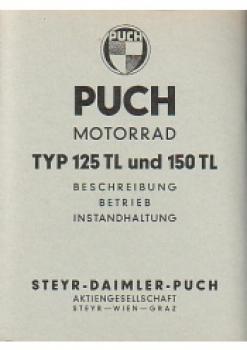 PUCH
PUCH
MOTORRAD
TYP 125 TL und 150 TL
BESCHREIBUNG
BETRIEB
INSTANDHALTUNG
STEYR-DAIMLER-PUCH
AKTIENGESELLSCHAFT
STEYR—WIEN—GRAZ